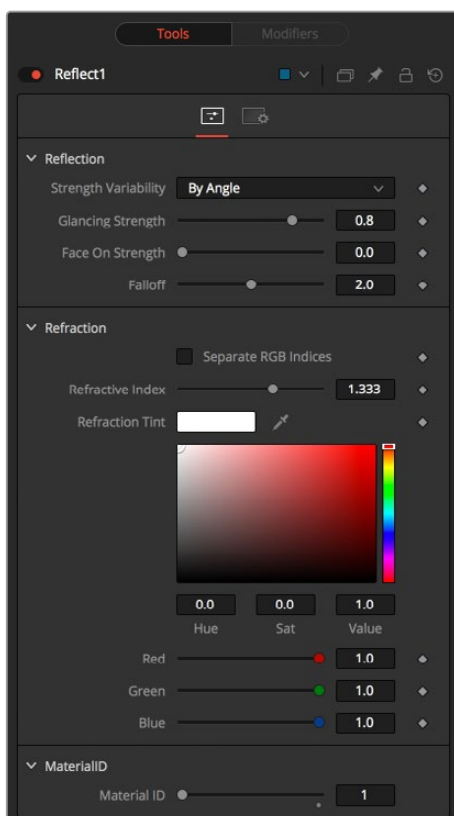 Tools Modifiers
Reflect1
Reflection
Strength Variability By Angle
Glancing Strength 0.8
Face On Strength 0.0
Falloff 2.0
Refraction
Separate RGB Indices
Refractive Index 1.333
Refraction Tint
0.0 0.0 1.0
Hue Sat Value
Red 1.0
Green 1.0
Blue 1.0
MaterialID
Material ID 1